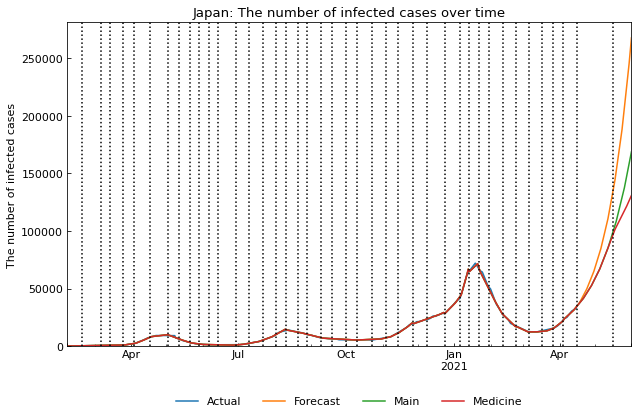 Japan: The number of infected cases over time
The number of infected cases
250000
200000
150000
100000
50000
0
Apr
Jul
Oct
Jan
2021
Apr
Actual
Forecast
Main
Medicine